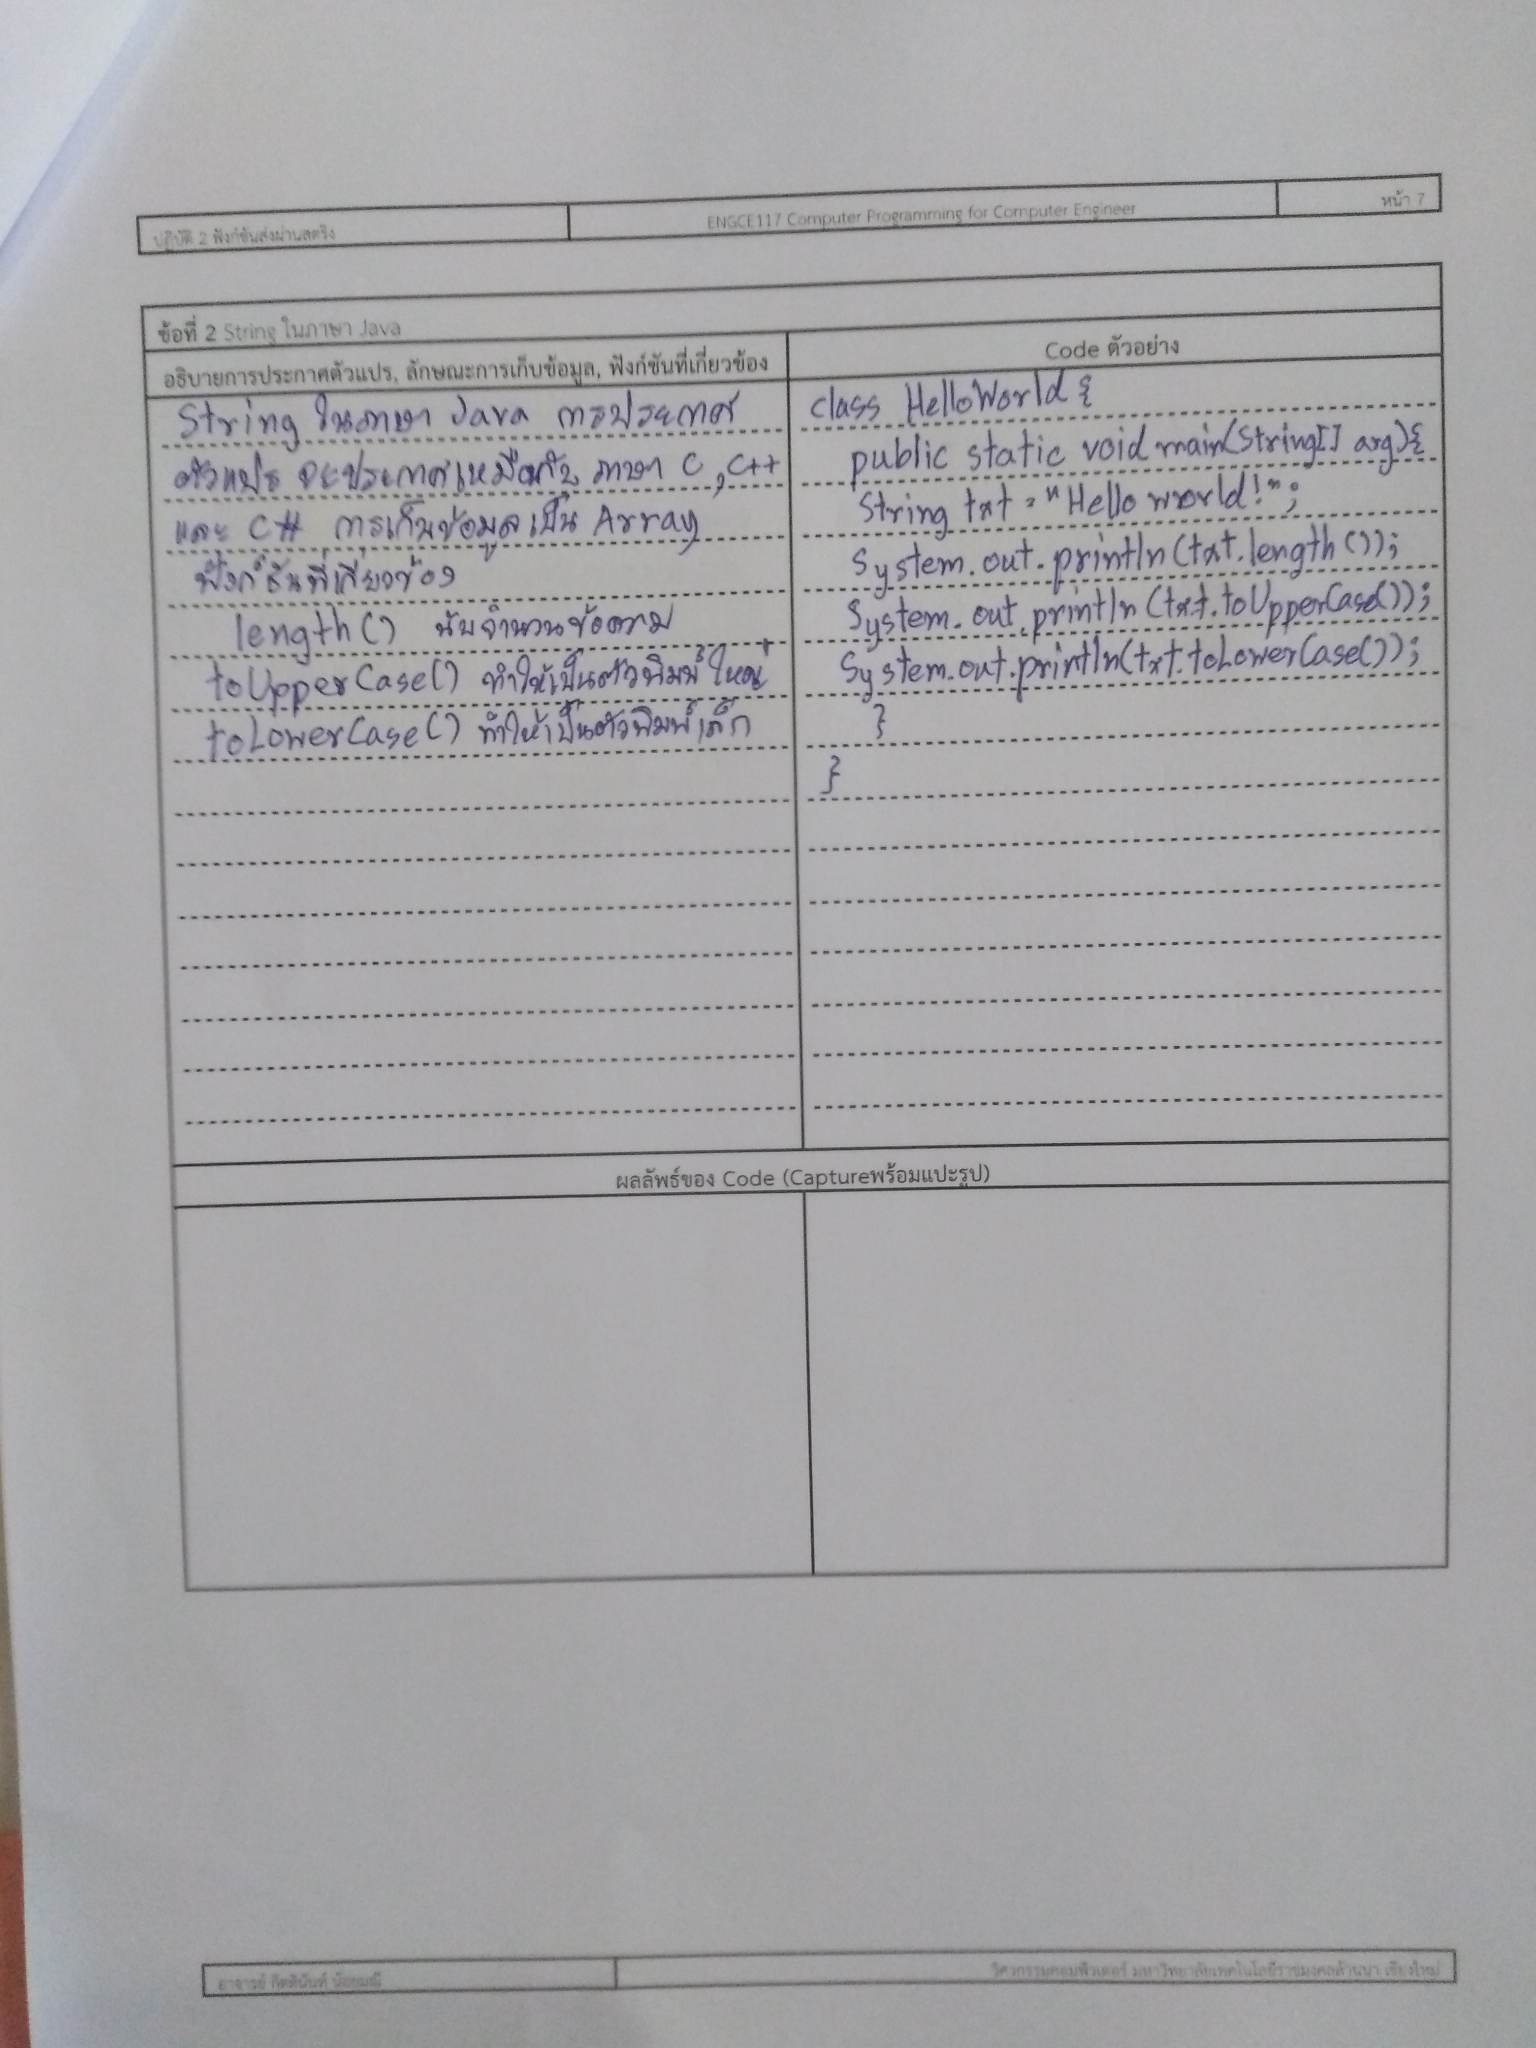 ปฏิบัติ 2 ฟังก์ชันส่งผ่านสตริง
ENGCE117 Computer Programming for Computer Engineer
หน้า 7
ข้อที่ 2 String ในภาษา Java
อธิบายการประกาศตัวแปร, ลักษณะการเก็บข้อมูล, ฟังก์ชันที่เกี่ยวข้อง
String ในภาษา Java การประกาศ
ตัวแปร จะประกาศเหมือนกับ ภาษา C, C++
และ C# การเก็บข้อมูลเป็น Array
ฟังก์ชันที่เกี่ยวข้อง
length() นับจำนวนข้อความ
toUpperCase() ทำให้เป็นตัวพิมพ์ใหญ่
toLowerCase() ทำให้เป็นตัวพิมพ์เล็ก
Code ตัวอย่าง
class HelloWorld {
public static void main(String[] arg){
String txt = "Hello world!";
System.out.println(txt.length());
System.out.println(txt.toUpperCase());
System.out.println(txt.toLowerCase());
}
}
ผลลัพธ์ของ Code (Captureพร้อมแปะรูป)
อาจารย์ กิตตินันท์ น้อยมณี
วิศวกรรมคอมพิวเตอร์ มหาวิทยาลัยเทคโนโลยีราชมงคลล้านนา เชียงใหม่